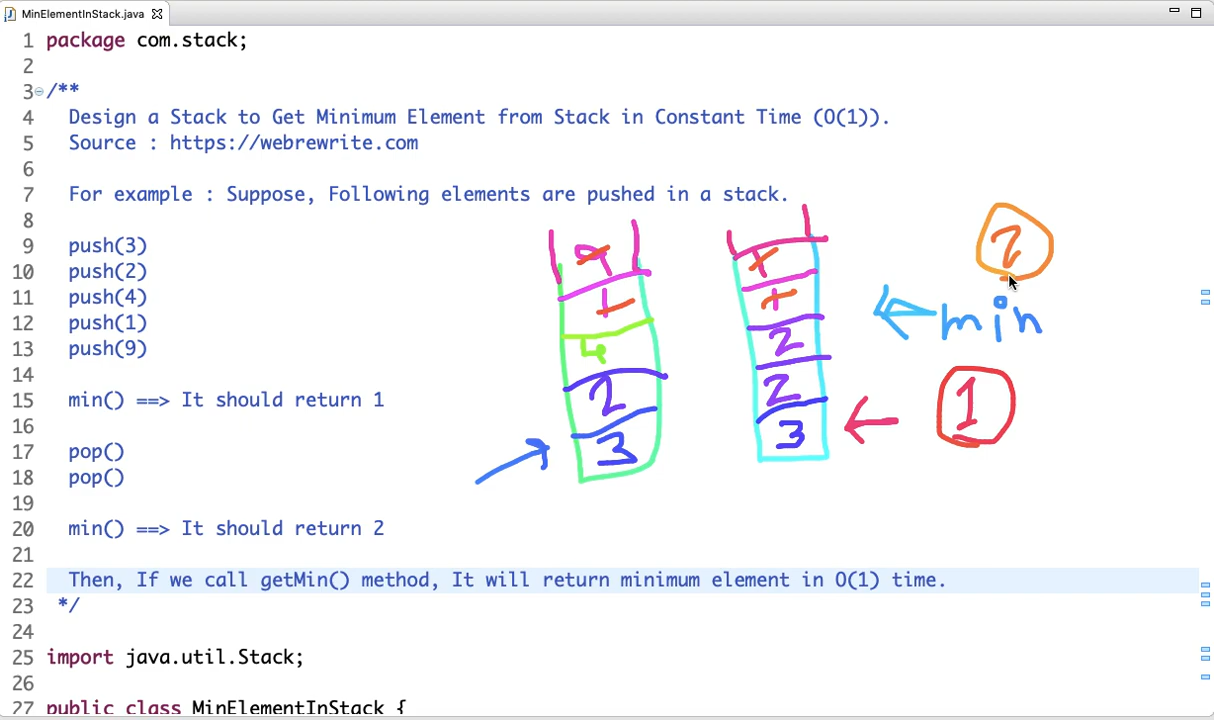 MinElementInStack.java
1 package com.stack;
2
3 /**
4 Design a Stack to Get Minimum Element from Stack in Constant Time (O(1)).
5 Source : https://webrewrite.com
6
7 For example : Suppose, Following elements are pushed in a stack.
8
9 push(3)
10 push(2)
11 push(4)
12 push(1)
13 push(9)
14
15 min() ==> It should return 1
16
17 pop()
18 pop()
19
20 min() ==> It should return 2
21
22 Then, If we call getMin() method, It will return minimum element in O(1) time.
23 */
24
25 import java.util.Stack;
26
27 public class MinElementInStack {
9
1
4
2
3
1
1
2
2
3
2
min
1